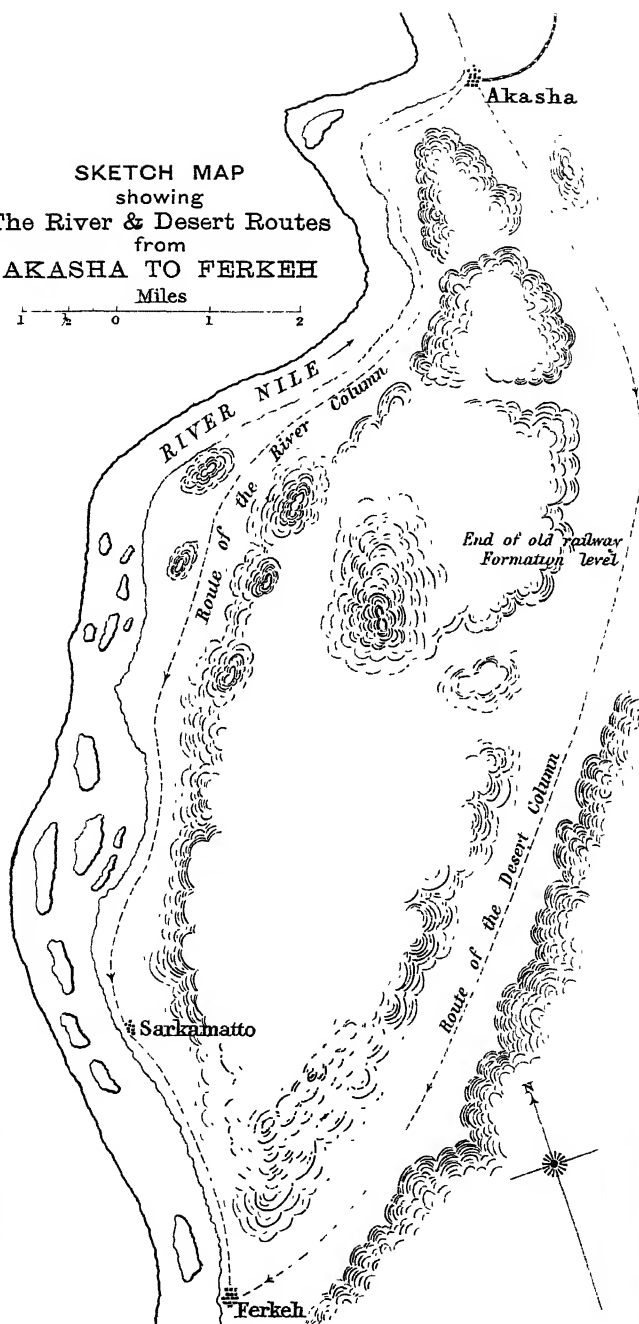 Akasha
SKETCH MAP
showing
The River & Desert Routes
from
AKASHA TO FERKEH
Miles
1 ½ 0 1 2
RIVER NILE
Route of the River Column
End of old railway
Formation level
Route of the Desert Column
Sarkamatto
N
Ferkeh